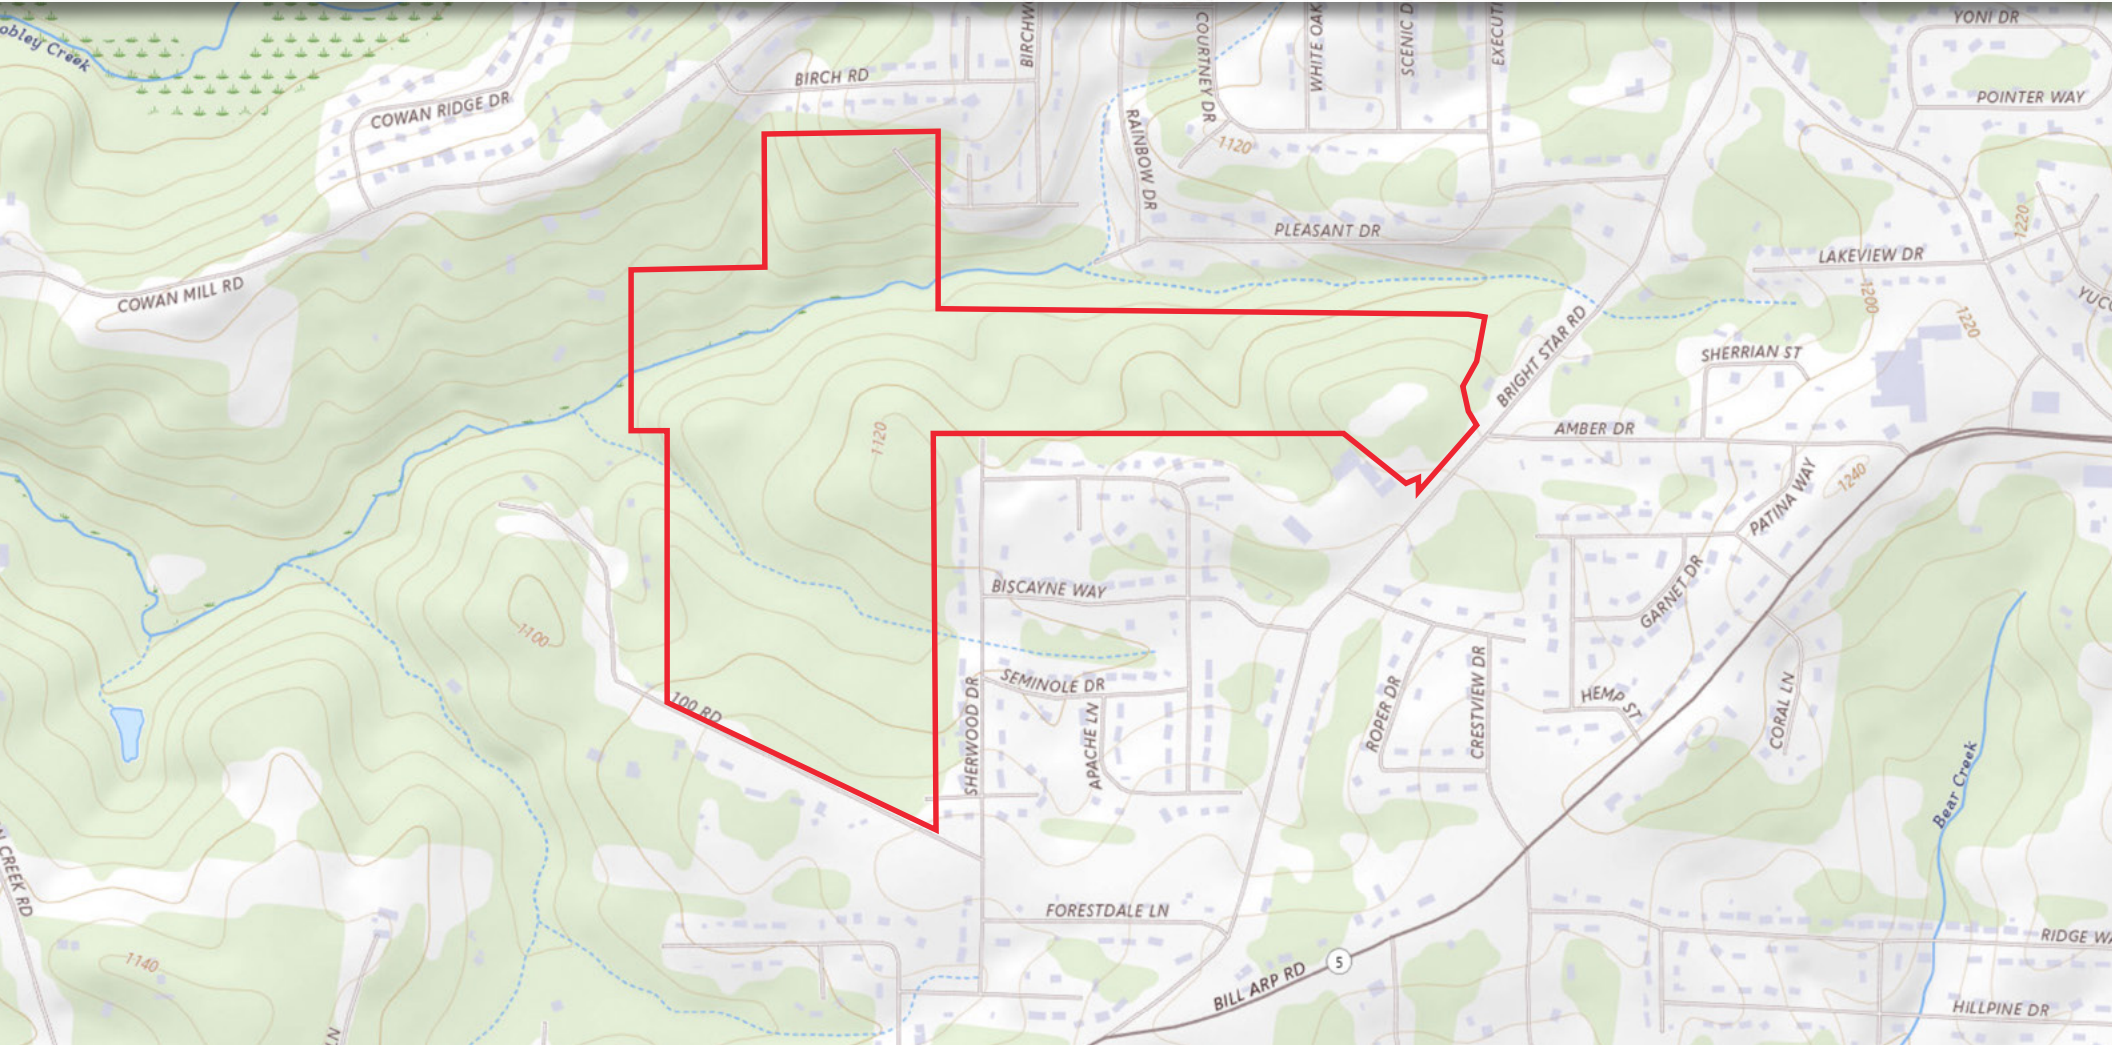 obley Creek
COWAN RIDGE DR
BIRCH RD
BIRCHW
COURTNEY DR
WHITE OAK
SCENIC D
EXECUTI
YONI DR
POINTER WAY
RAINBOW DR
1120
PLEASANT DR
1220
LAKEVIEW DR
COWAN MILL RD
1200
YUCC
1220
BRIGHT STAR RD
SHERRIAN ST
1120
AMBER DR
PATINA WAY
1240
BISCAYNE WAY
GARNET DR
1100
SEMINOLE DR
SHERWOOD DR
APACHE LN
100 RD
ROPER DR
CRESTVIEW DR
HEMP ST
CORAL LN
Bear Creek
CREEK RD
FORESTDALE LN
1140
BILL ARP RD
5
RIDGE WA
HILLPINE DR